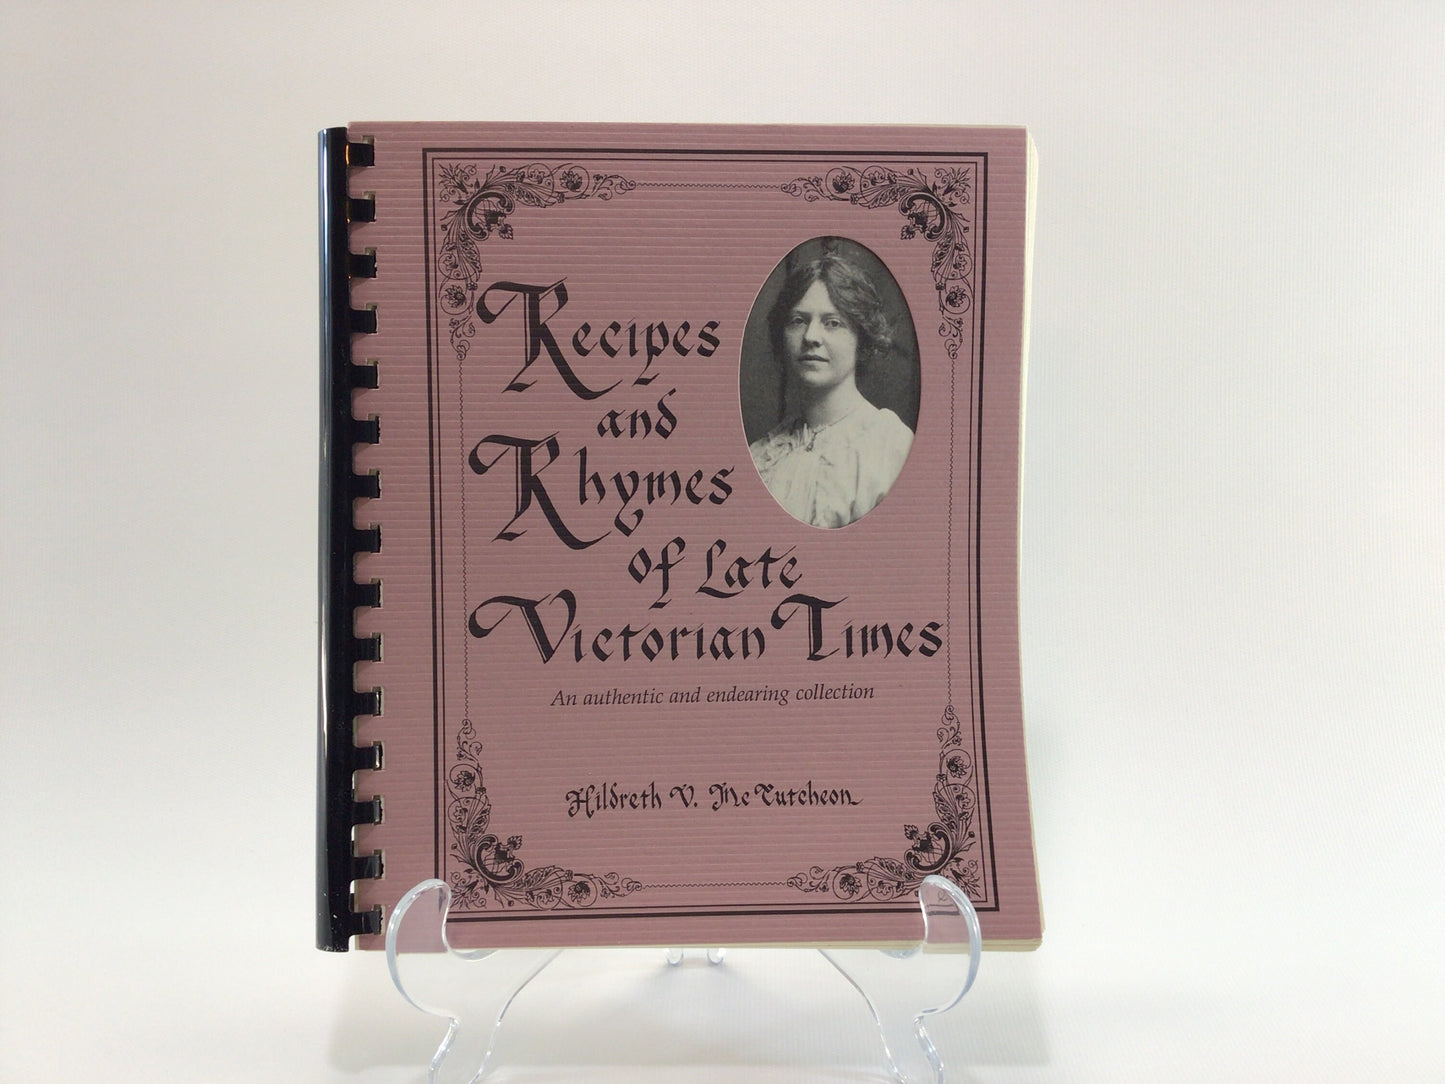 Recipes
and
Rhymes
of Late
Victorian Times
An authentic and endearing collection
Hildreth V. McCutcheon